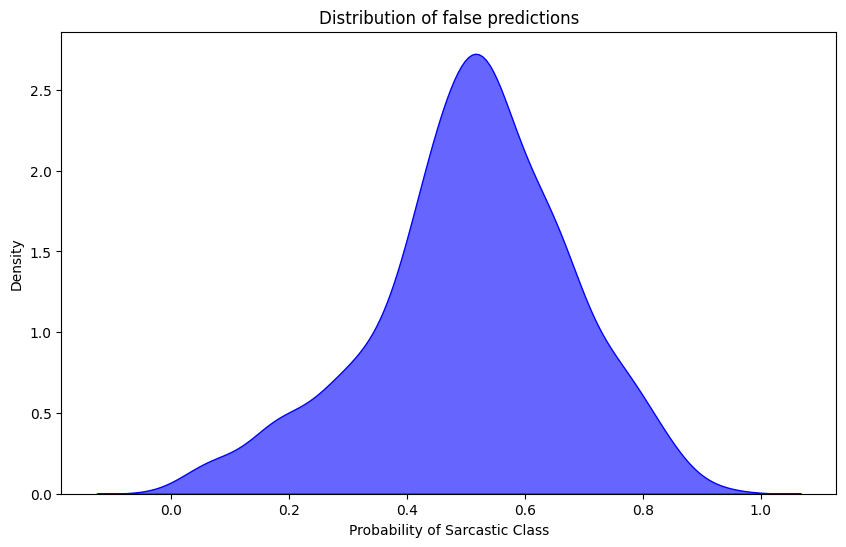 Distribution of false predictions
2.5
2.0
1.5
1.0
0.5
0.0
Density
0.0 0.2 0.4 0.6 0.8 1.0
Probability of Sarcastic Class